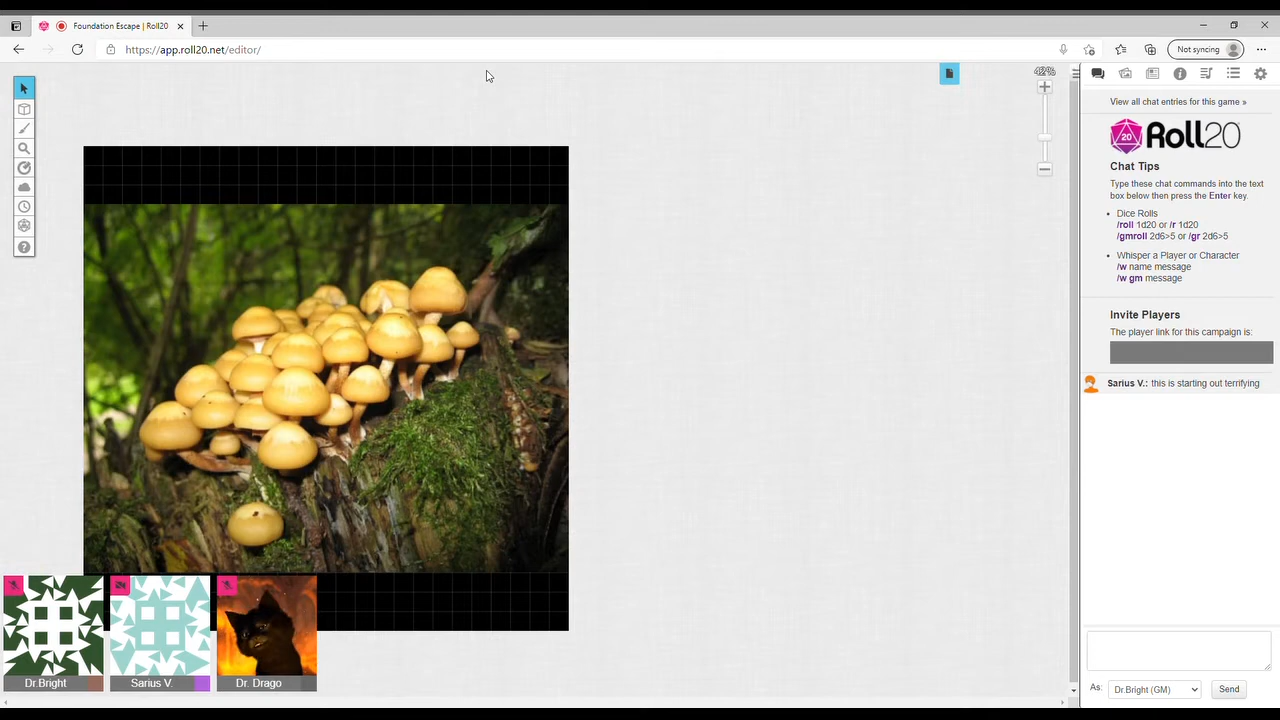 Foundation Escape | Roll20
https://app.roll20.net/editor/
Not syncing
42%
View all chat entries for this game »
20
Roll20
Chat Tips
Type these chat commands into the text
box below then press the Enter key.
Dice Rolls
/roll 1d20 or /r 1d20
/gmroll 2d6>5 or /gr 2d6>5
Whisper a Player or Character
/w name message
/w gm message
Invite Players
The player link for this campaign is:
Sarius V.: this is starting out terrifying
Dr.Bright
Sarius V.
Dr. Drago
As:
Dr.Bright (GM)
Send